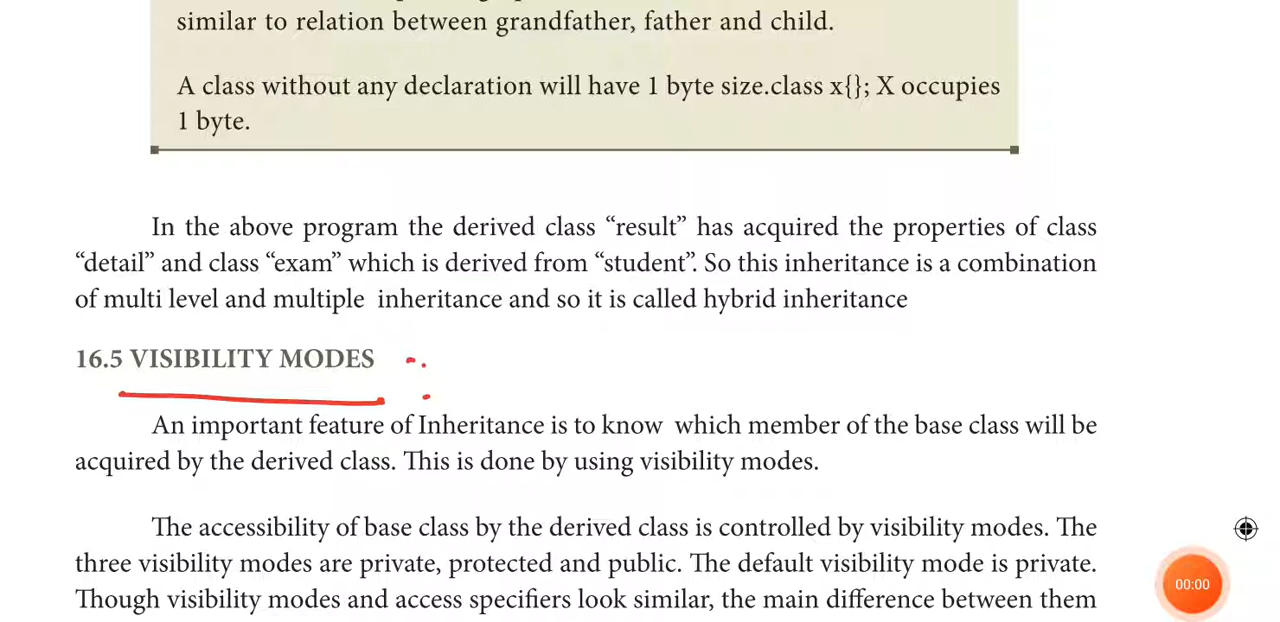 similar to relation between grandfather, father and child.
A class without any declaration will have 1 byte size.class x{}; X occupies
1 byte.
In the above program the derived class “result” has acquired the properties of class
“detail” and class “exam” which is derived from “student”. So this inheritance is a combination
of multi level and multiple inheritance and so it is called hybrid inheritance
16.5 VISIBILITY MODES
An important feature of Inheritance is to know which member of the base class will be
acquired by the derived class. This is done by using visibility modes.
The accessibility of base class by the derived class is controlled by visibility modes. The
three visibility modes are private, protected and public. The default visibility mode is private.
Though visibility modes and access specifiers look similar, the main difference between them
00:00